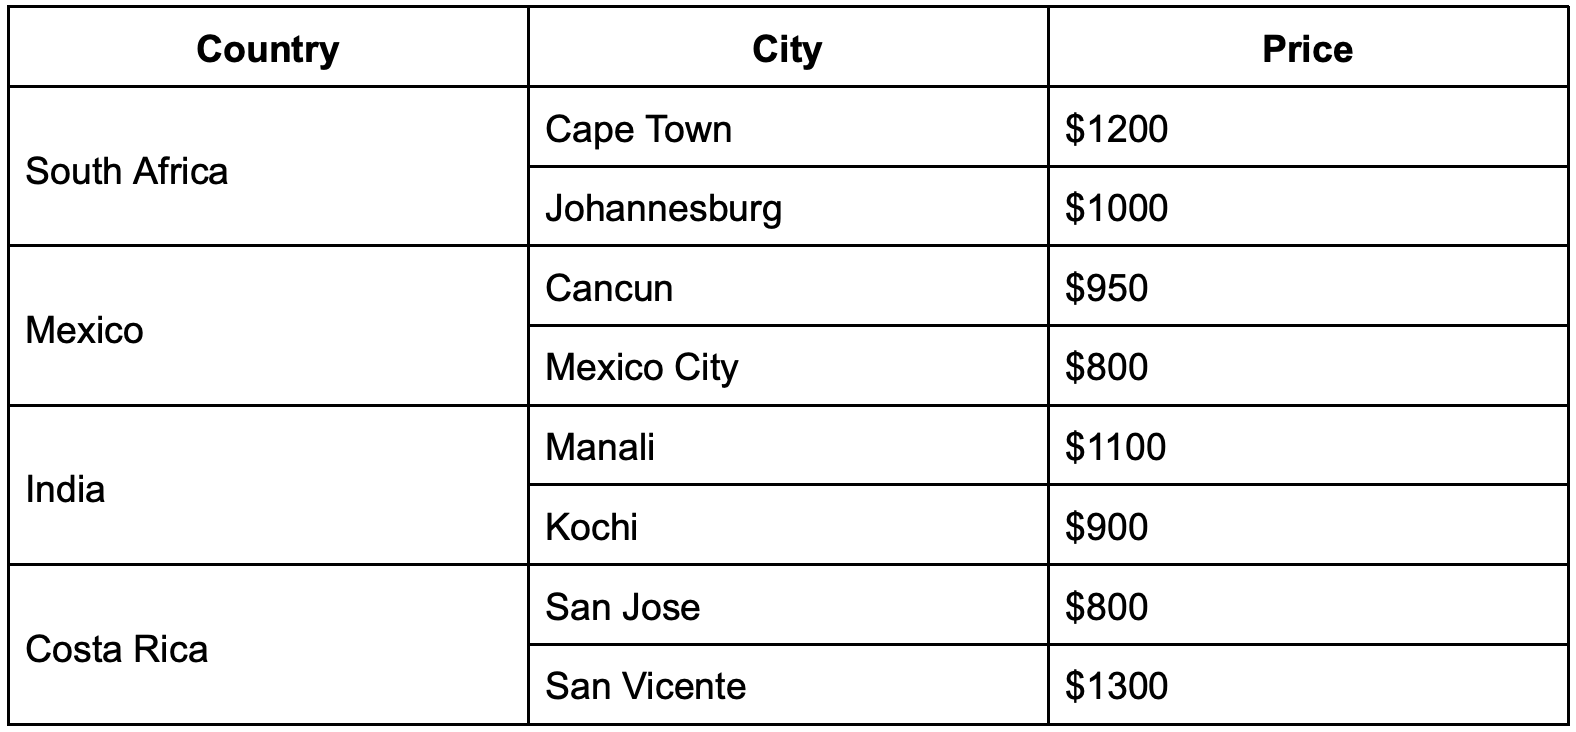 Country City Price
South Africa
Cape Town $1200
Johannesburg $1000
Mexico
Cancun $950
Mexico City $800
India
Manali $1100
Kochi $900
Costa Rica
San Jose $800
San Vicente $1300